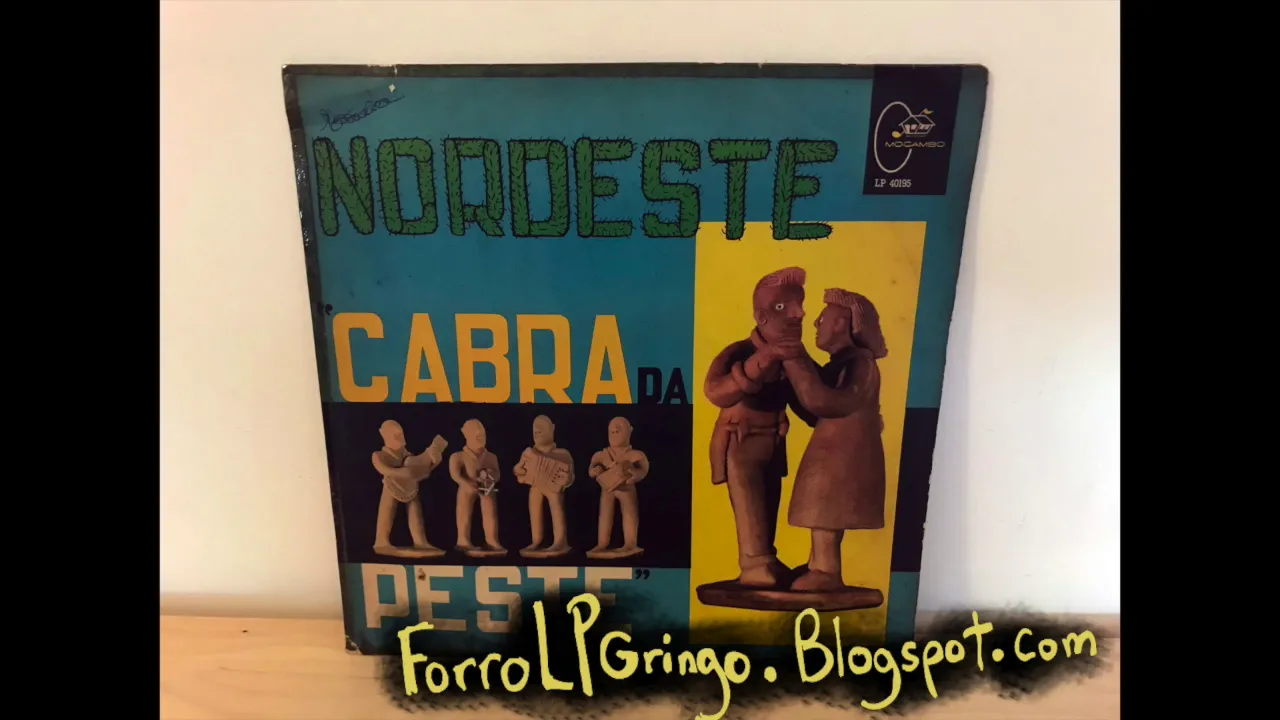 NORDESTE
MOCAMBO
LP 40195
"CABRA DA
PESTE"
ForroLPGringo.Blogspot.com